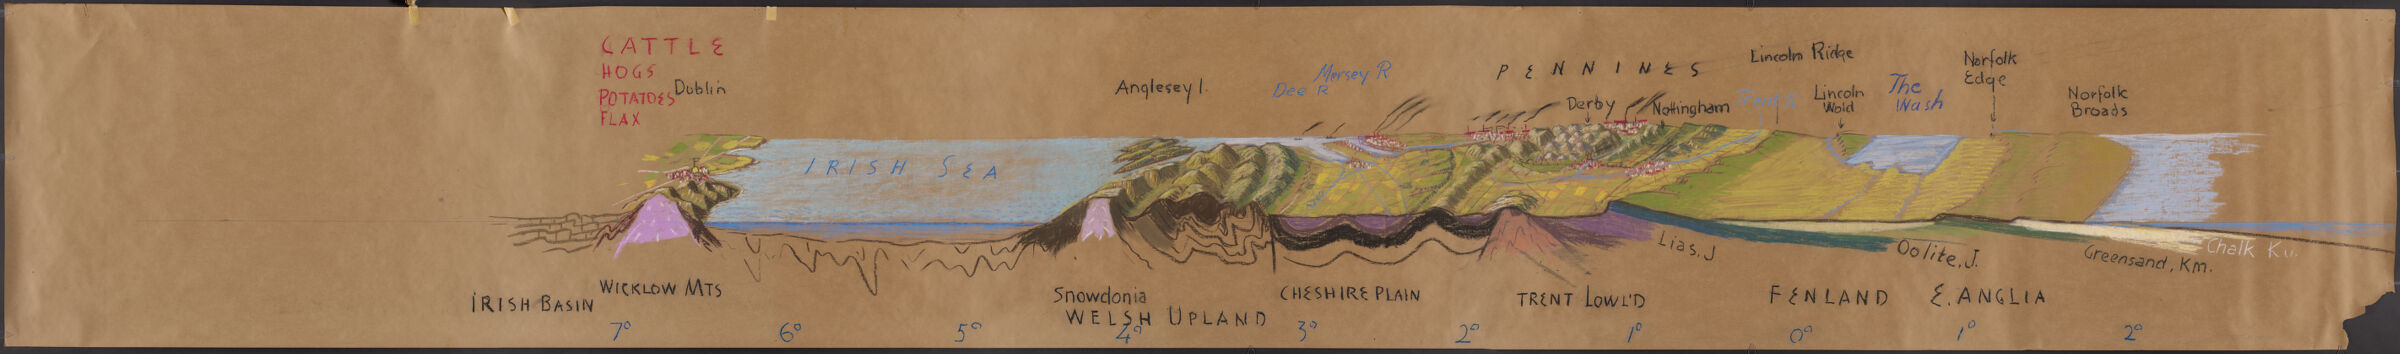 CATTLE
HOGS
POTATOES
FLAX
Dublin
Anglesey I.
Dee R
Mersey R
PENNINES
Derby
Nottingham
Trent R
Lincoln Ridge
Lincoln
Wold
The
Wash
Norfolk
Edge
Norfolk
Broads
IRISH SEA
Lias, J
Oolite, J.
Greensand, Km.
Chalk Ku.
IRISH BASIN
WICKLOW MTS
Snowdonia
WELSH UPLAND
CHESHIRE PLAIN
TRENT LOWL'D
FENLAND
E. ANGLIA
7° 6° 5° 4° 3° 2° 1° 0° 1° 2°